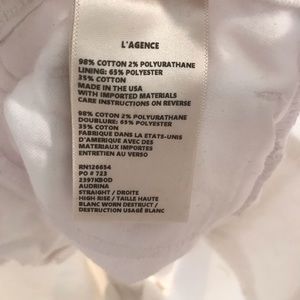 L'AGENCE
98% COTTON 2% POLYURATHANE
LINING: 65% POLYESTER
35% COTTON
MADE IN THE USA
WITH IMPORTED MATERIALS
CARE INSTRUCTIONS ON REVERSE
98% COTON 2% POLYURATHANE
DOUBLURE: 65% POLYESTER
35% COTON
FABRIQUE DANS LA ETATS-UNIS
D'AMERIQUE AVEC DES
MATERIAUX IMPORTES
ENTRETIEN AU VERSO
RN126654
PO # 723
2397KBOD
AUDRINA
STRAIGHT / DROITE
HIGH RISE / TAILLE HAUTE
BLANC WORN DESTRUCT /
DESTRUCTION USAGÉ BLANC